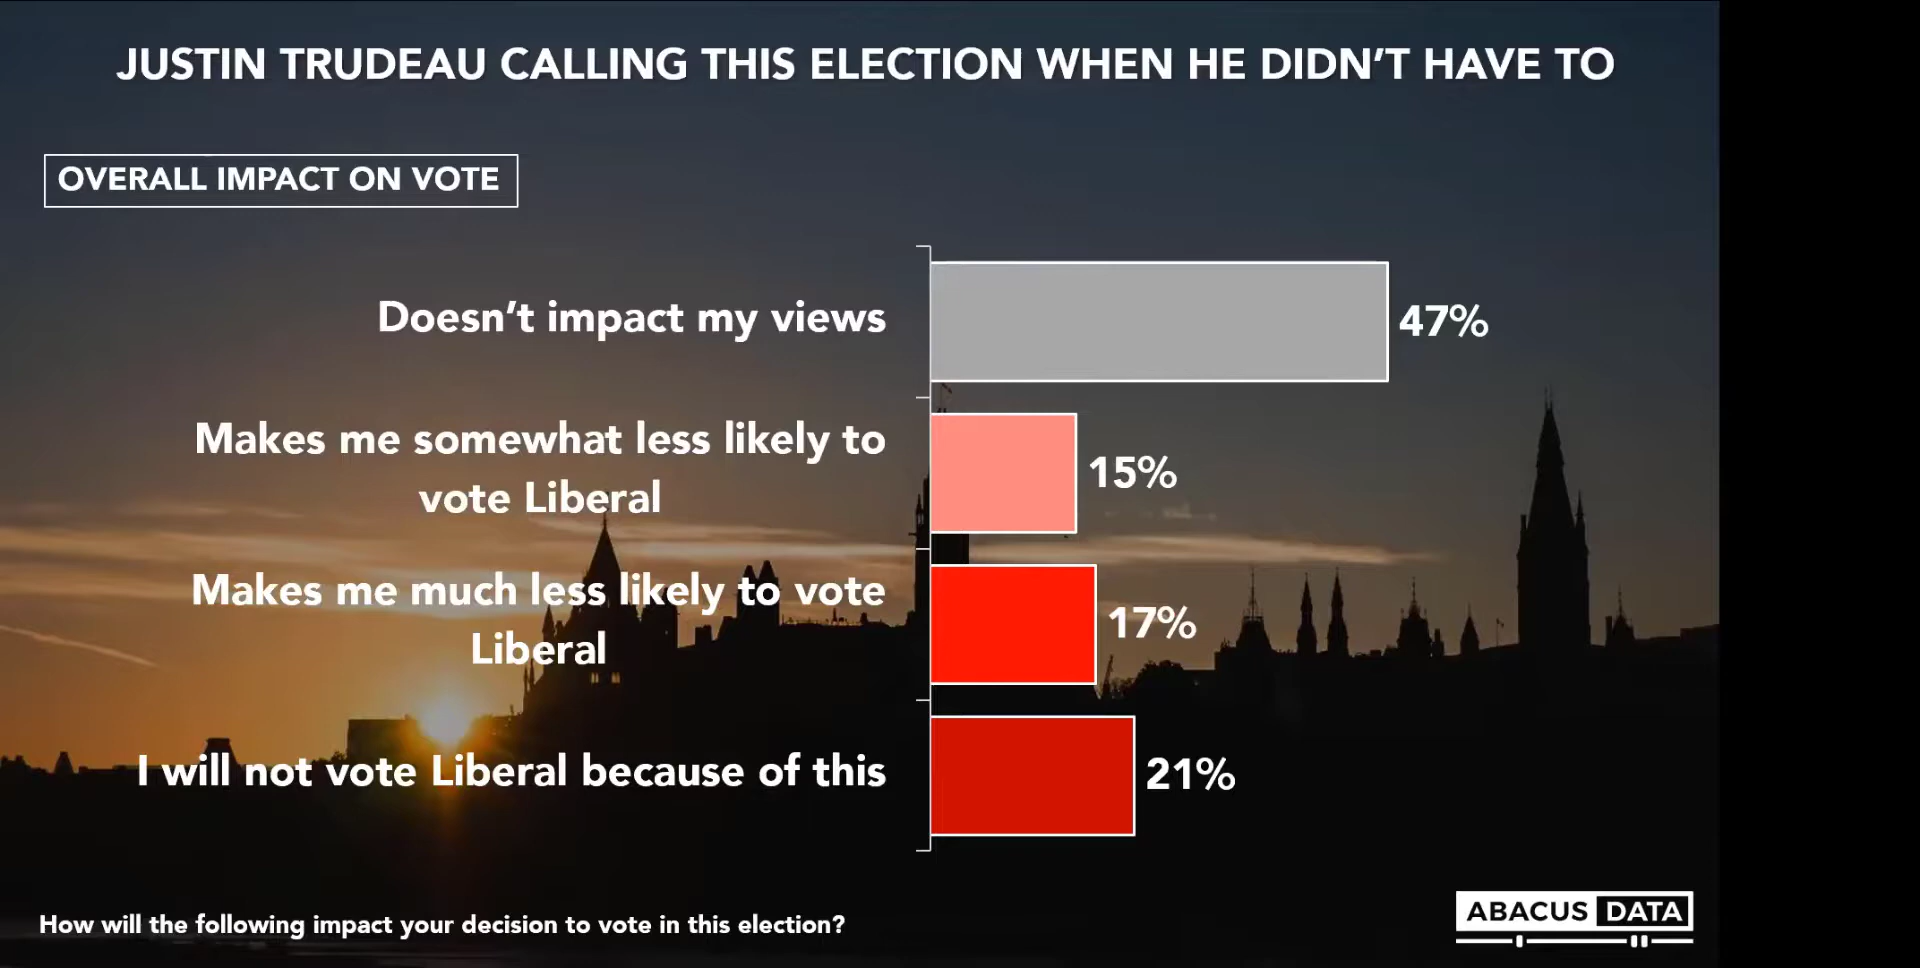 JUSTIN TRUDEAU CALLING THIS ELECTION WHEN HE DIDN'T HAVE TO
OVERALL IMPACT ON VOTE
Doesn't impact my views
47%
Makes me somewhat less likely to
vote Liberal
15%
Makes me much less likely to vote
Liberal
17%
I will not vote Liberal because of this
21%
How will the following impact your decision to vote in this election?
ABACUS DATA